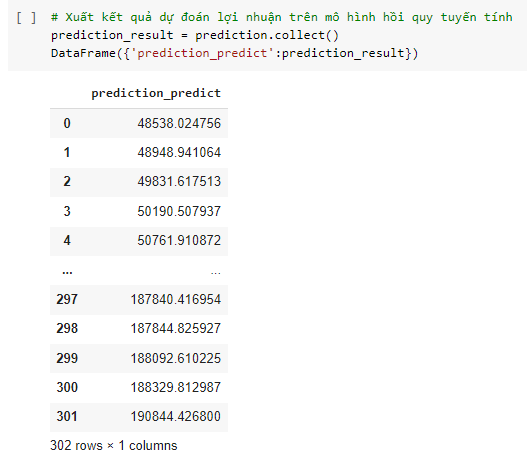 [ ] # Xuất kết quả dự đoán lợi nhuận trên mô hình hồi quy tuyến tính
prediction_result = prediction.collect()
DataFrame({'prediction_predict':prediction_result})
prediction_predict
0 48538.024756
1 48948.941064
2 49831.617513
3 50190.507937
4 50761.910872
... ...
297 187840.416954
298 187844.825927
299 188092.610225
300 188329.812987
301 190844.426800
302 rows × 1 columns